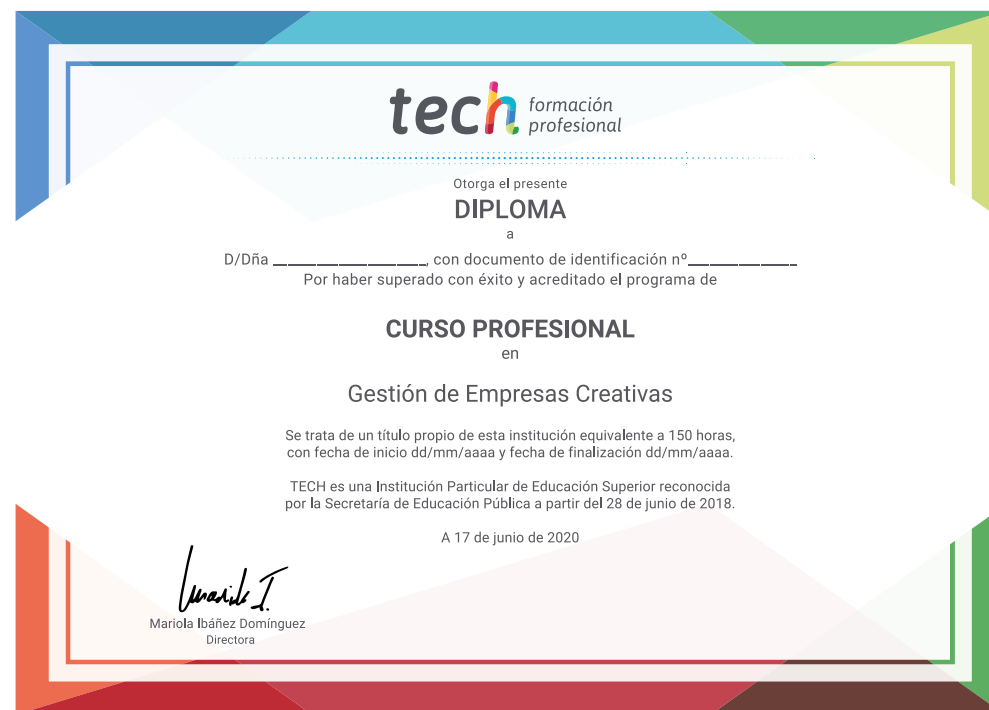 tech formación
profesional
Otorga el presente
DIPLOMA
a
D/Dña ______________________, con documento de identificación nº________________
Por haber superado con éxito y acreditado el programa de
CURSO PROFESIONAL
en
Gestión de Empresas Creativas
Se trata de un título propio de esta institución equivalente a 150 horas,
con fecha de inicio dd/mm/aaaa y fecha de finalización dd/mm/aaaa.
TECH es una Institución Particular de Educación Superior reconocida
por la Secretaría de Educación Pública a partir del 28 de junio de 2018.
A 17 de junio de 2020
Mariola Ibáñez Domínguez
Directora